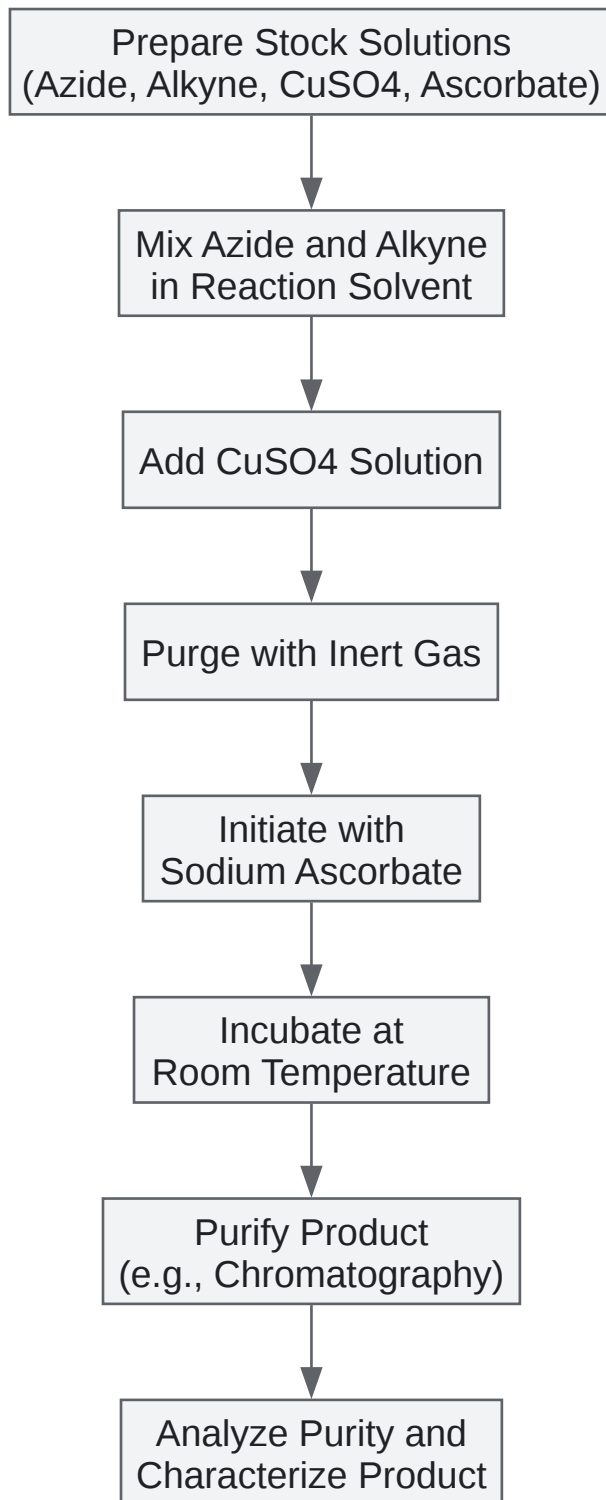 Prepare Stock Solutions
(Azide, Alkyne, CuSO4, Ascorbate)
Mix Azide and Alkyne
in Reaction Solvent
Add CuSO4 Solution
Purge with Inert Gas
Initiate with
Sodium Ascorbate
Incubate at
Room Temperature
Purify Product
(e.g., Chromatography)
Analyze Purity and
Characterize Product